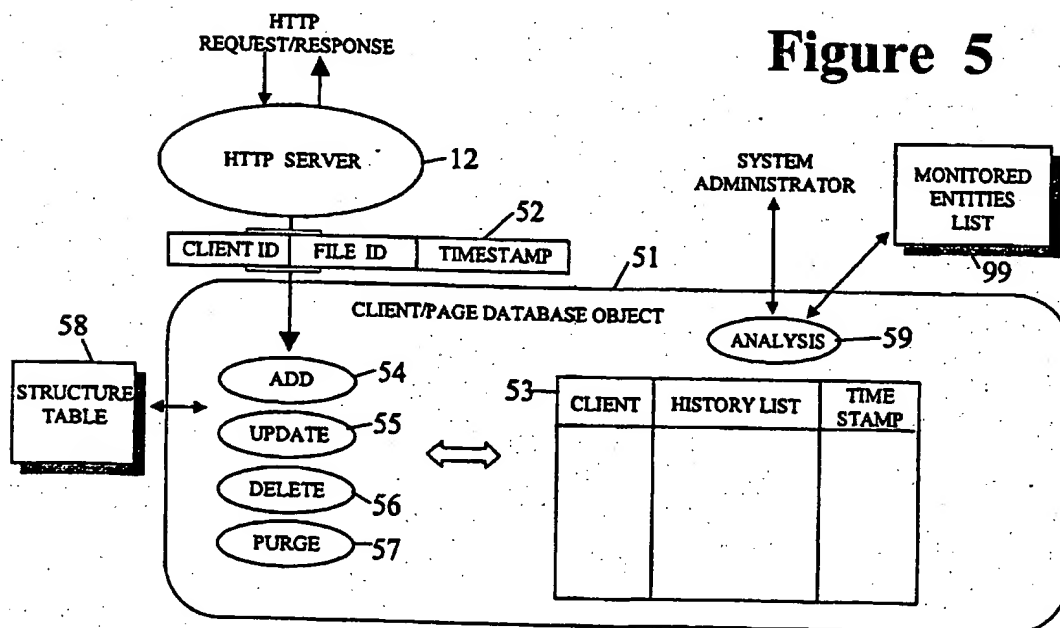 HTTP
REQUEST/RESPONSE
Figure 5
HTTP SERVER
12
SYSTEM
ADMINISTRATOR
MONITORED
ENTITIES
LIST
99
52
CLIENT ID FILE ID TIMESTAMP
51
CLIENT/PAGE DATABASE OBJECT
ANALYSIS
59
58
STRUCTURE
TABLE
ADD
54
UPDATE
55
DELETE
56
PURGE
57
53
CLIENT HISTORY LIST TIME
STAMP